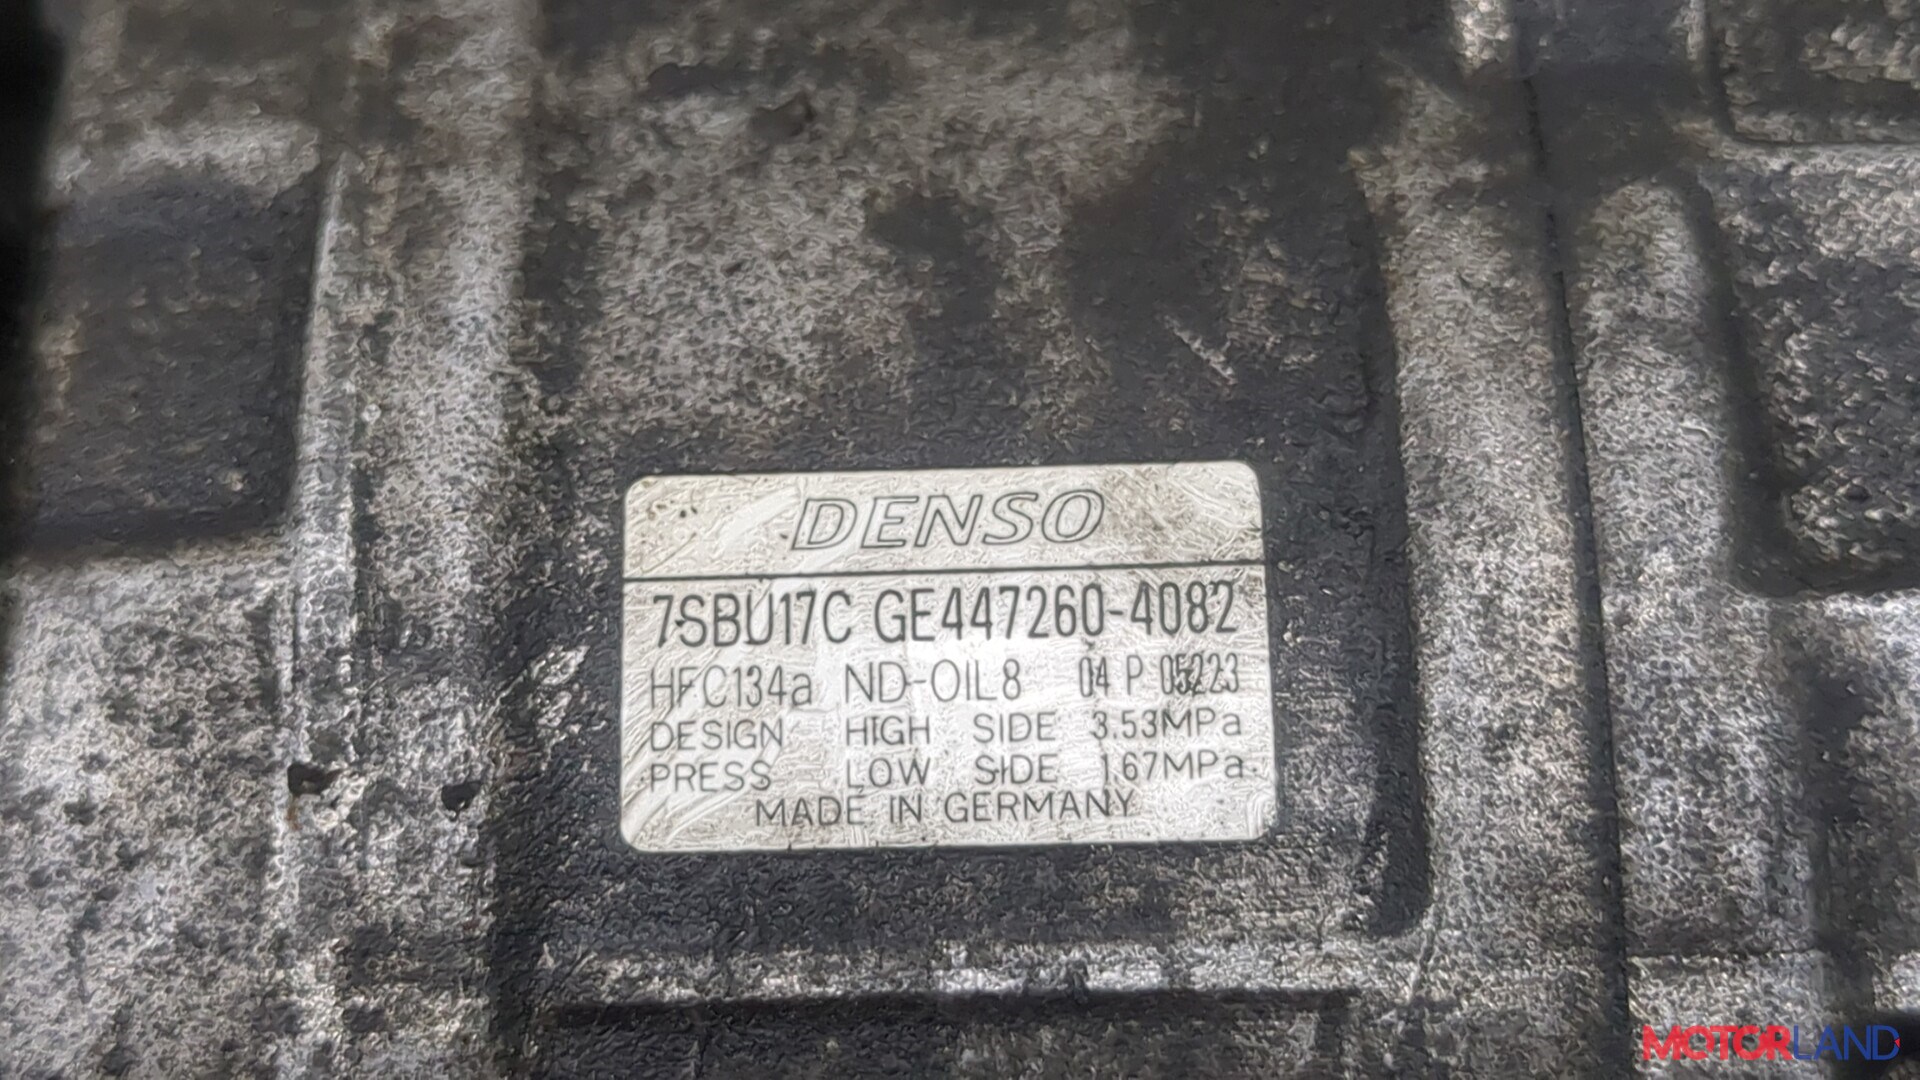 DENSO
7SBU17C GE447260-4082
HFC134a ND-OIL8 04 P 05223
DESIGN HIGH SIDE 3.53MPa
PRESS LOW SIDE 1.67MPa
MADE IN GERMANY
MOTORLAND